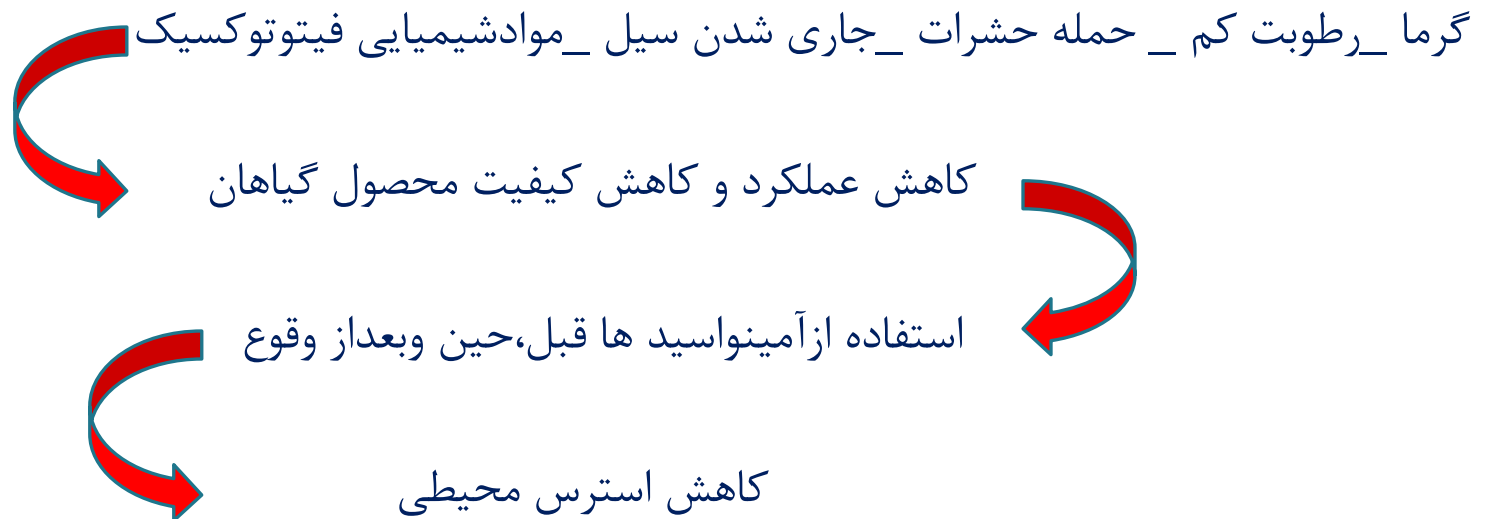 گرما _رطوبت کم _ حمله حشرات _جاری شدن سیل _موادشیمیایی فیتوتوکسیک
کاهش عملکرد و کاهش کیفیت محصول گیاهان
استفاده ازآمینواسید ها قبل،حین وبعداز وقوع
کاهش استرس محیطی